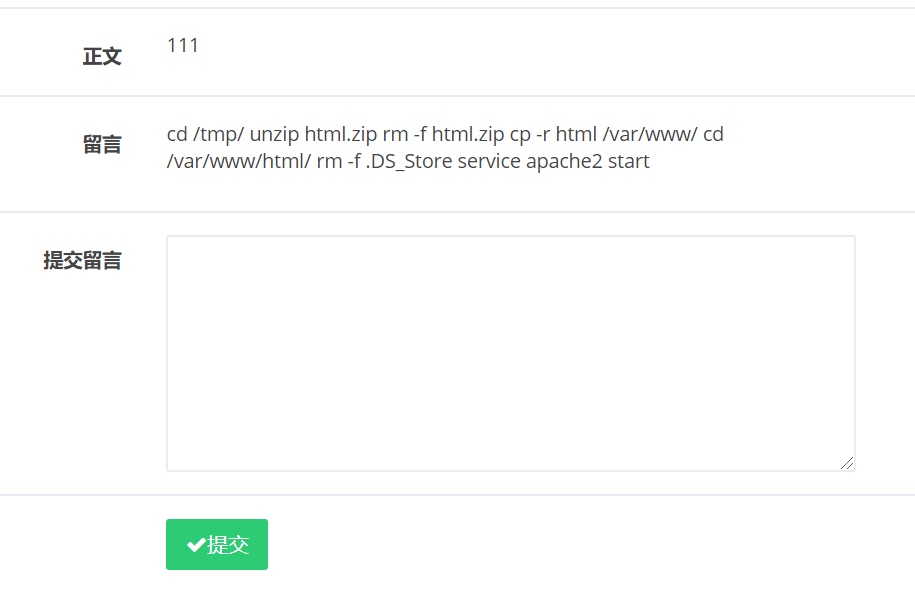 正文 111
留言 cd /tmp/ unzip html.zip rm -f html.zip cp -r html /var/www/ cd
/var/www/html/ rm -f .DS_Store service apache2 start
提交留言
提交